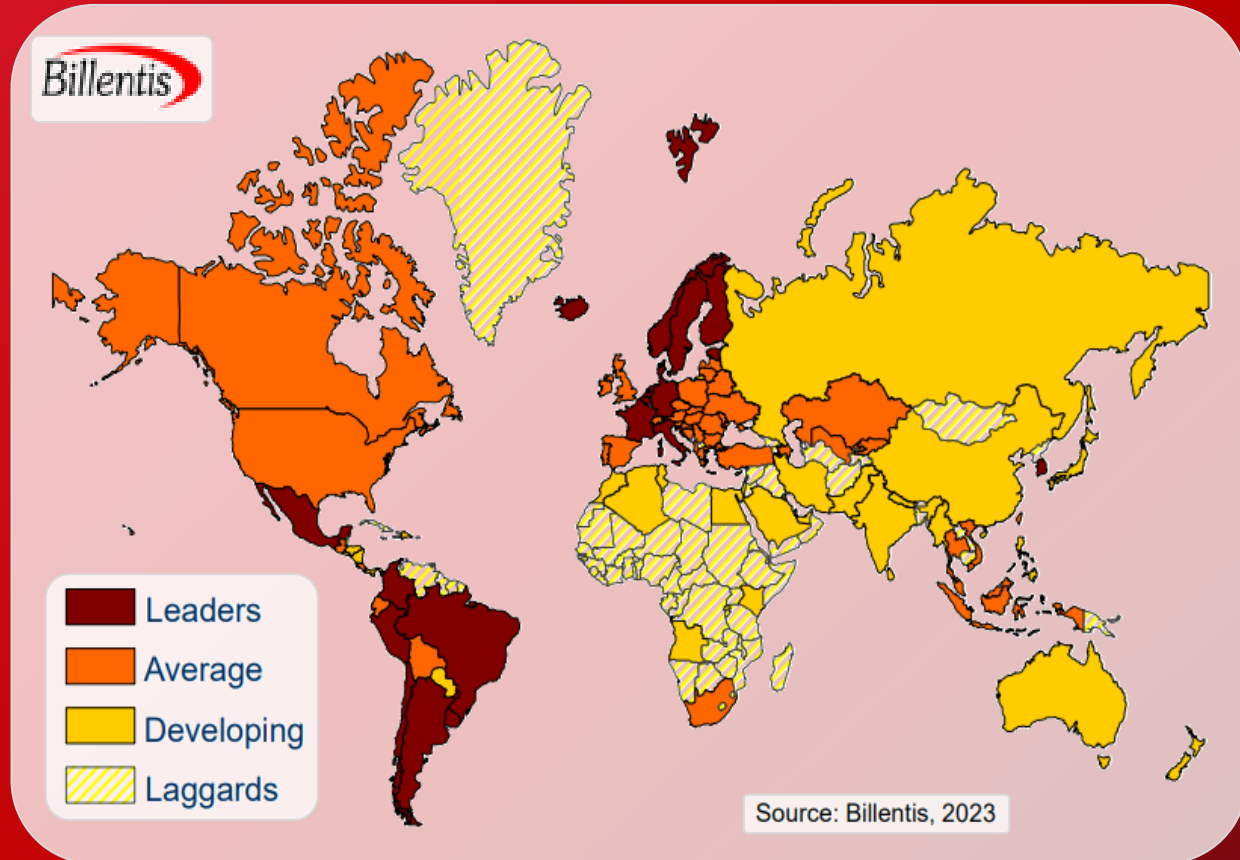 Billentis
Leaders
Average
Developing
Laggards
Source: Billentis, 2023